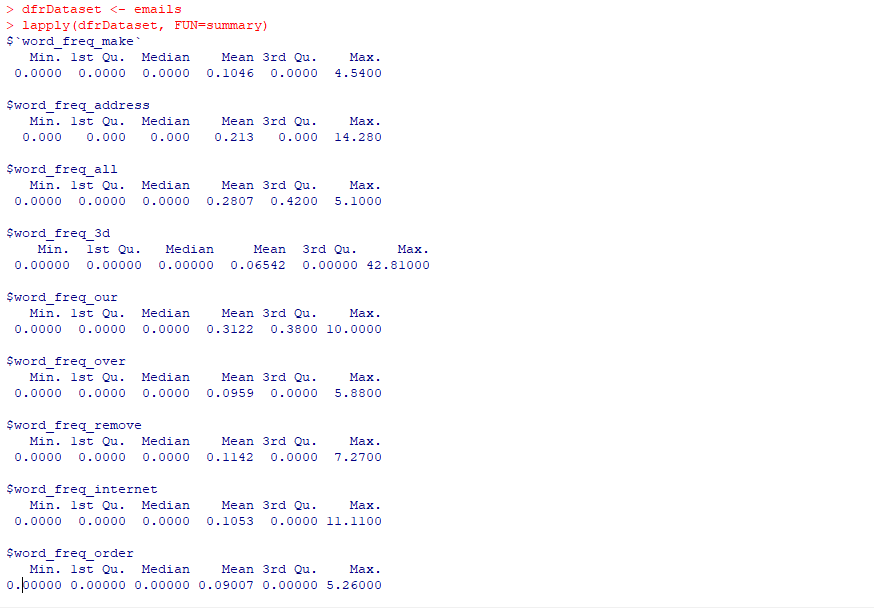 > dfrDataset <- emails
> lapply(dfrDataset, FUN=summary)
$`word_freq_make`
   Min. 1st Qu.  Median    Mean 3rd Qu.    Max.
 0.0000  0.0000  0.0000  0.1046  0.0000  4.5400

$word_freq_address
   Min. 1st Qu.  Median    Mean 3rd Qu.    Max.
  0.000   0.000   0.000   0.213   0.000  14.280

$word_freq_all
   Min. 1st Qu.  Median    Mean 3rd Qu.    Max.
 0.0000  0.0000  0.0000  0.2807  0.4200  5.1000

$word_freq_3d
    Min.  1st Qu.   Median     Mean  3rd Qu.     Max.
 0.00000  0.00000  0.00000  0.06542  0.00000 42.81000

$word_freq_our
   Min. 1st Qu.  Median    Mean 3rd Qu.    Max.
 0.0000  0.0000  0.0000  0.3122  0.3800 10.0000

$word_freq_over
   Min. 1st Qu.  Median    Mean 3rd Qu.    Max.
 0.0000  0.0000  0.0000  0.0959  0.0000  5.8800

$word_freq_remove
   Min. 1st Qu.  Median    Mean 3rd Qu.    Max.
 0.0000  0.0000  0.0000  0.1142  0.0000  7.2700

$word_freq_internet
   Min. 1st Qu.  Median    Mean 3rd Qu.    Max.
 0.0000  0.0000  0.0000  0.1053  0.0000 11.1100

$word_freq_order
   Min. 1st Qu.  Median    Mean 3rd Qu.    Max.
0.00000 0.00000 0.00000 0.09007 0.00000 5.26000